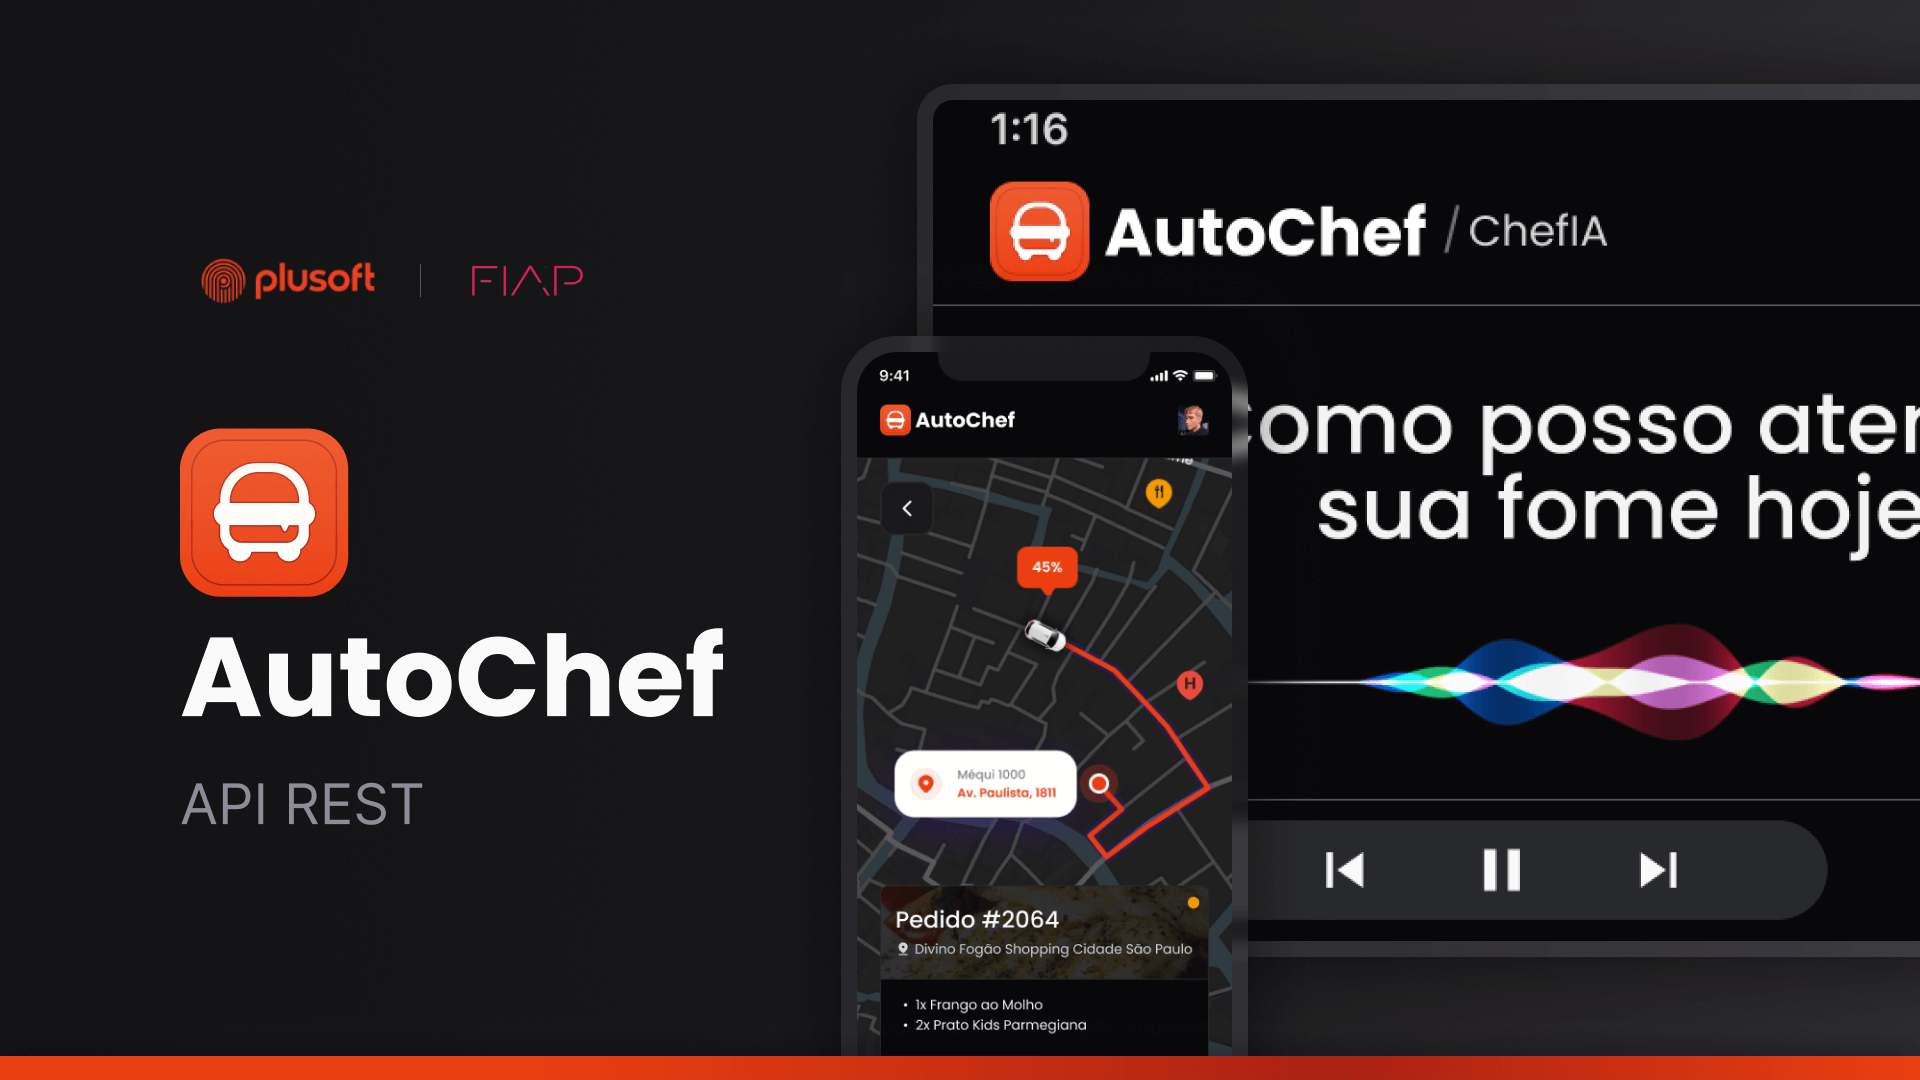 plusoft
FIAP
AutoChef
API REST
1:16
AutoChef / ChefIA
omo posso
sua fome hoje
9:41
AutoChef
45%
H
Méqui 1000
Av. Paulista, 1811
Pedido #2064
Divino Fogão Shopping Cidade São Paulo
• 1x Frango ao Molho
• 2x Prato Kids Parmegiana